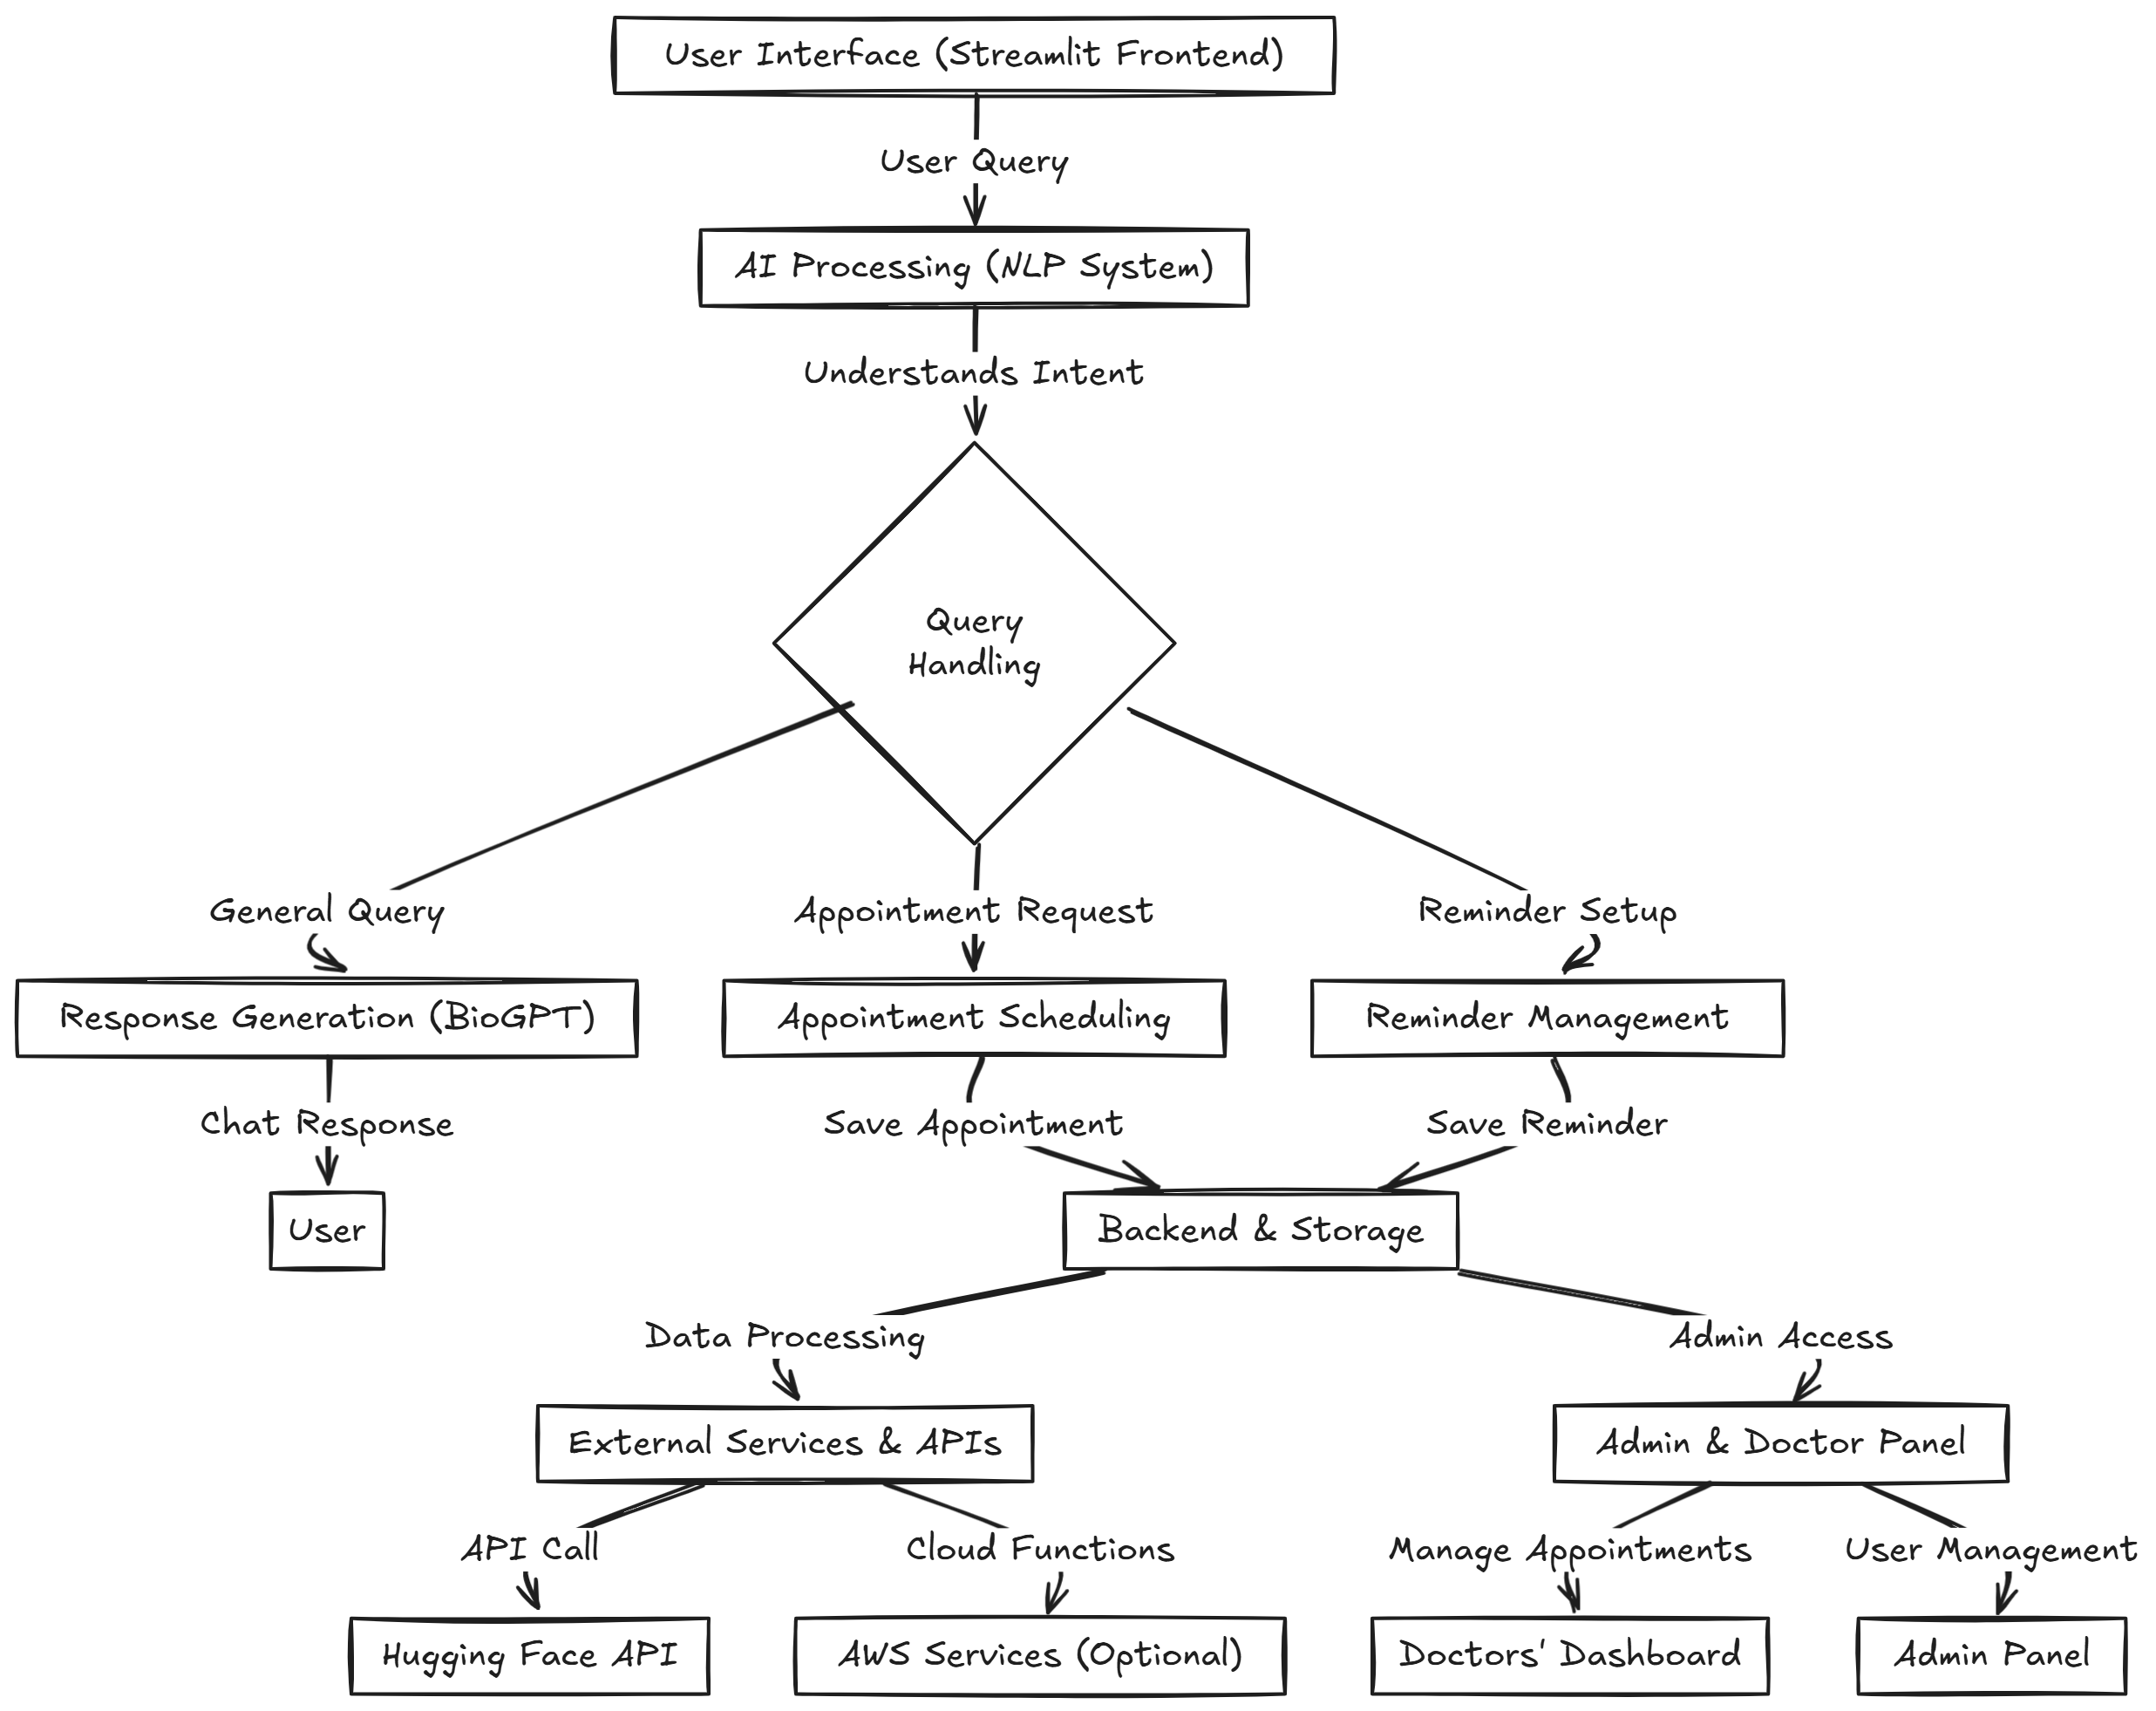 User Interface (Streamlit Frontend)
User Query
AI Processing (NLP System)
Understands Intent
Query
Handling
General Query
Appointment Request
Reminder Setup
Response Generation (BioGPT)
Appointment Scheduling
Reminder Management
Chat Response
Save Appointment
Save Reminder
User
Backend & Storage
Data Processing
Admin Access
External Services & APIs
Admin & Doctor Panel
API Call
Cloud Functions
Manage Appointments
User Management
Hugging Face API
AWS Services (Optional)
Doctors' Dashboard
Admin Panel